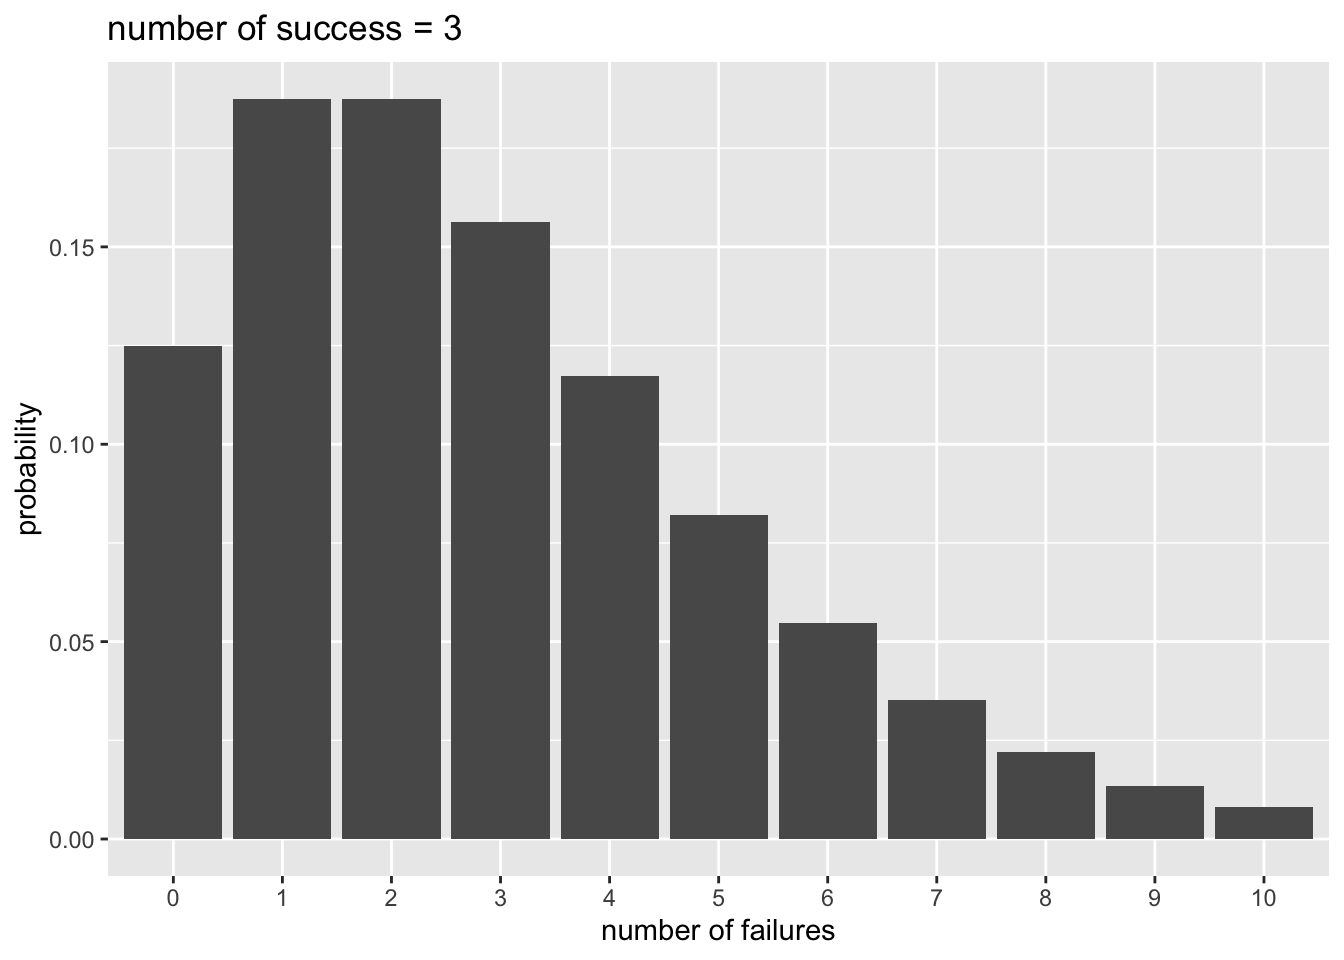 number of success = 3
probability
0.15
0.10
0.05
0.00
0 1 2 3 4 5 6 7 8 9 10
number of failures